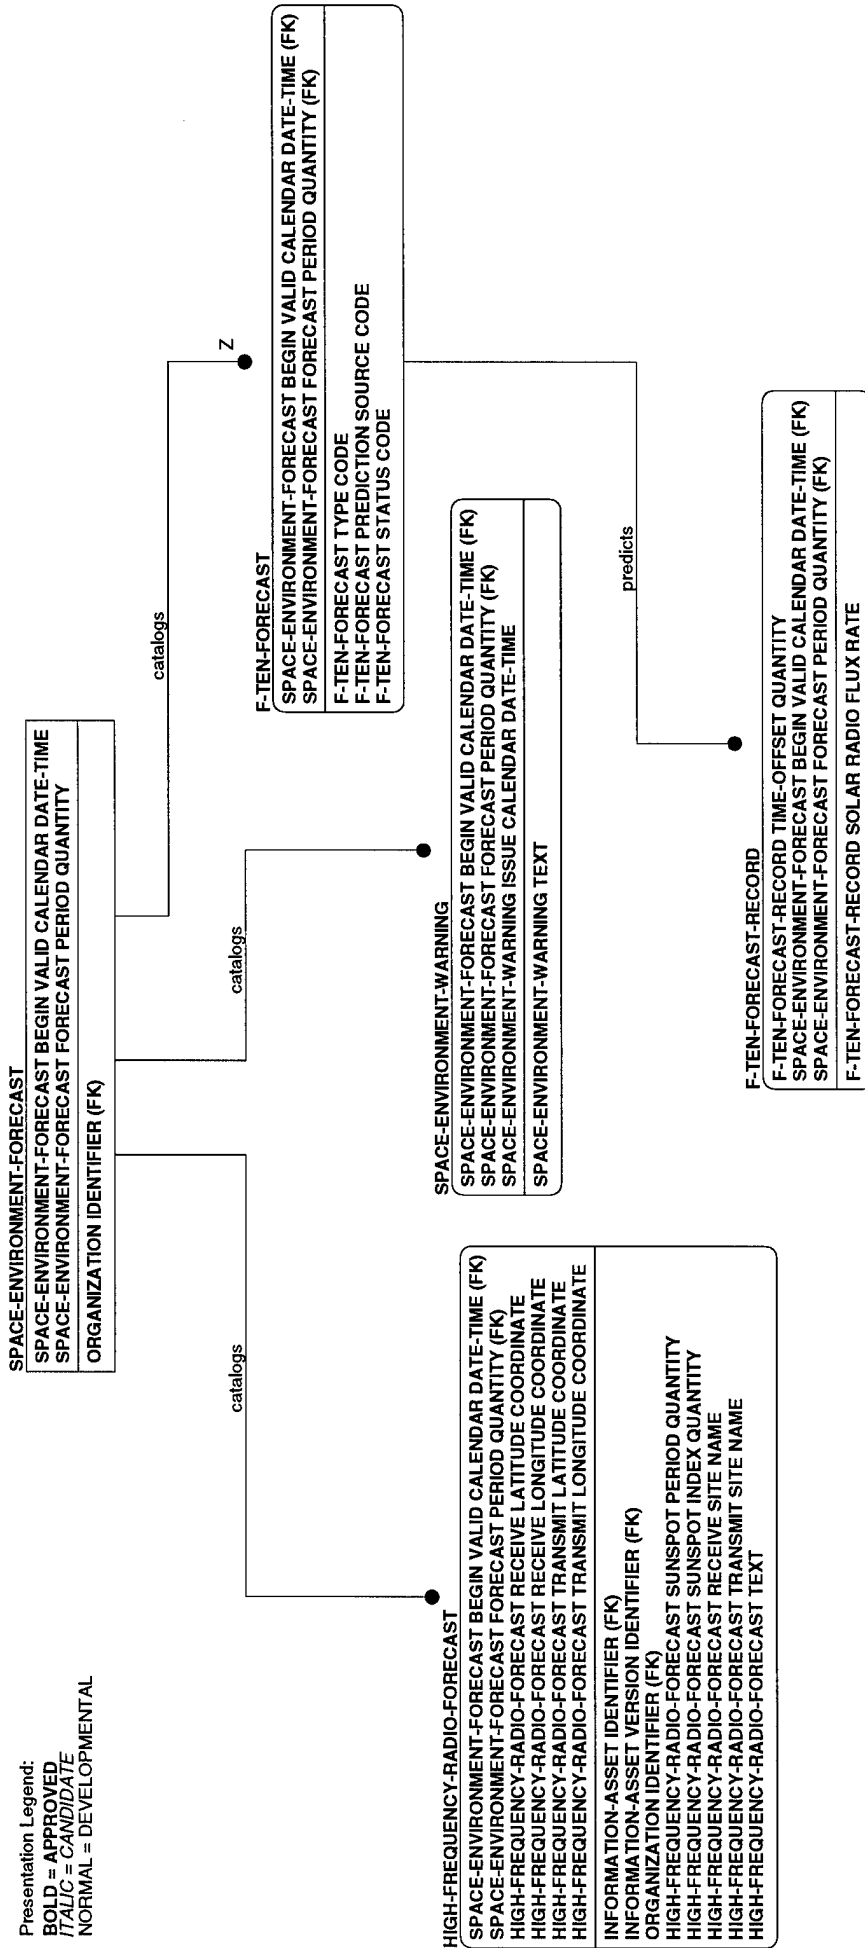 Presentation Legend:
BOLD = APPROVED
ITALIC = CANDIDATE
NORMAL = DEVELOPMENTAL
SPACE-ENVIRONMENT-FORECAST
SPACE-ENVIRONMENT-FORECAST BEGIN VALID CALENDAR DATE-TIME
SPACE-ENVIRONMENT-FORECAST FORECAST PERIOD QUANTITY
ORGANIZATION IDENTIFIER (FK)
catalogs
catalogs
catalogs
Z
HIGH-FREQUENCY-RADIO-FORECAST
SPACE-ENVIRONMENT-FORECAST BEGIN VALID CALENDAR DATE-TIME (FK)
SPACE-ENVIRONMENT-FORECAST FORECAST PERIOD QUANTITY (FK)
HIGH-FREQUENCY-RADIO-FORECAST RECEIVE LATITUDE COORDINATE
HIGH-FREQUENCY-RADIO-FORECAST RECEIVE LONGITUDE COORDINATE
HIGH-FREQUENCY-RADIO-FORECAST TRANSMIT LATITUDE COORDINATE
HIGH-FREQUENCY-RADIO-FORECAST TRANSMIT LONGITUDE COORDINATE
INFORMATION-ASSET IDENTIFIER (FK)
INFORMATION-ASSET VERSION IDENTIFIER (FK)
ORGANIZATION IDENTIFIER (FK)
HIGH-FREQUENCY-RADIO-FORECAST SUNSPOT PERIOD QUANTITY
HIGH-FREQUENCY-RADIO-FORECAST SUNSPOT INDEX QUANTITY
HIGH-FREQUENCY-RADIO-FORECAST RECEIVE SITE NAME
HIGH-FREQUENCY-RADIO-FORECAST TRANSMIT SITE NAME
HIGH-FREQUENCY-RADIO-FORECAST TEXT
SPACE-ENVIRONMENT-WARNING
SPACE-ENVIRONMENT-FORECAST BEGIN VALID CALENDAR DATE-TIME (FK)
SPACE-ENVIRONMENT-FORECAST FORECAST PERIOD QUANTITY (FK)
SPACE-ENVIRONMENT-WARNING ISSUE CALENDAR DATE-TIME
SPACE-ENVIRONMENT-WARNING TEXT
F-TEN-FORECAST
SPACE-ENVIRONMENT-FORECAST BEGIN VALID CALENDAR DATE-TIME (FK)
SPACE-ENVIRONMENT-FORECAST FORECAST PERIOD QUANTITY (FK)
F-TEN-FORECAST TYPE CODE
F-TEN-FORECAST PREDICTION SOURCE CODE
F-TEN-FORECAST STATUS CODE
predicts
F-TEN-FORECAST-RECORD
F-TEN-FORECAST-RECORD TIME-OFFSET QUANTITY
SPACE-ENVIRONMENT-FORECAST BEGIN VALID CALENDAR DATE-TIME (FK)
SPACE-ENVIRONMENT-FORECAST FORECAST PERIOD QUANTITY (FK)
F-TEN-FORECAST-RECORD SOLAR RADIO FLUX RATE